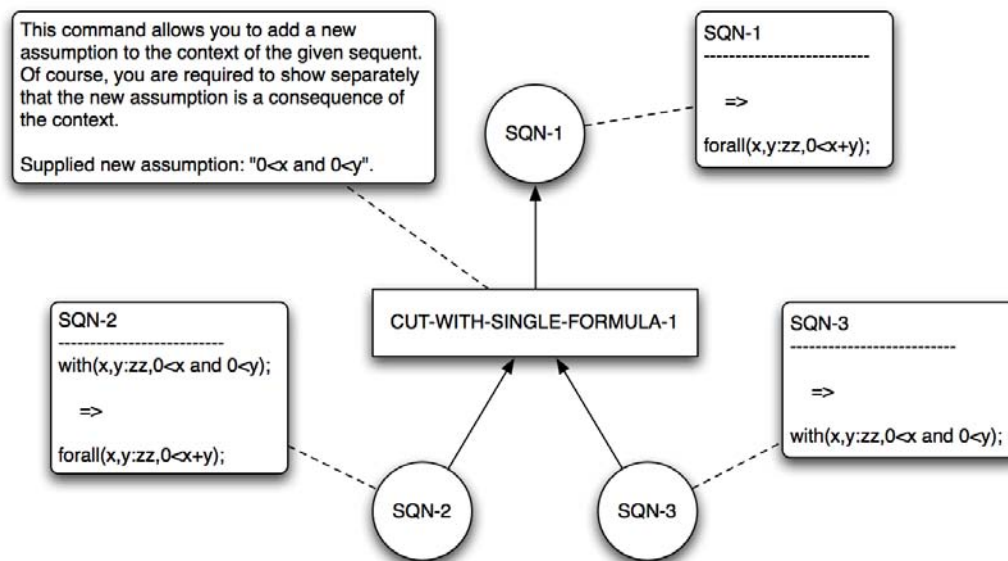 This command allows you to add a new
assumption to the context of the given sequent.
Of course, you are required to show separately
that the new assumption is a consequence of
the context.
Supplied new assumption: "0<x and 0<y".
SQN-1
SQN-1
---------------------------
=>
forall(x,y:zz,0<x+y);
CUT-WITH-SINGLE-FORMULA-1
SQN-2
---------------------------
with(x,y:zz,0<x and 0<y);
=>
forall(x,y:zz,0<x+y);
SQN-3
---------------------------
=>
with(x,y:zz,0<x and 0<y);
SQN-2
SQN-3